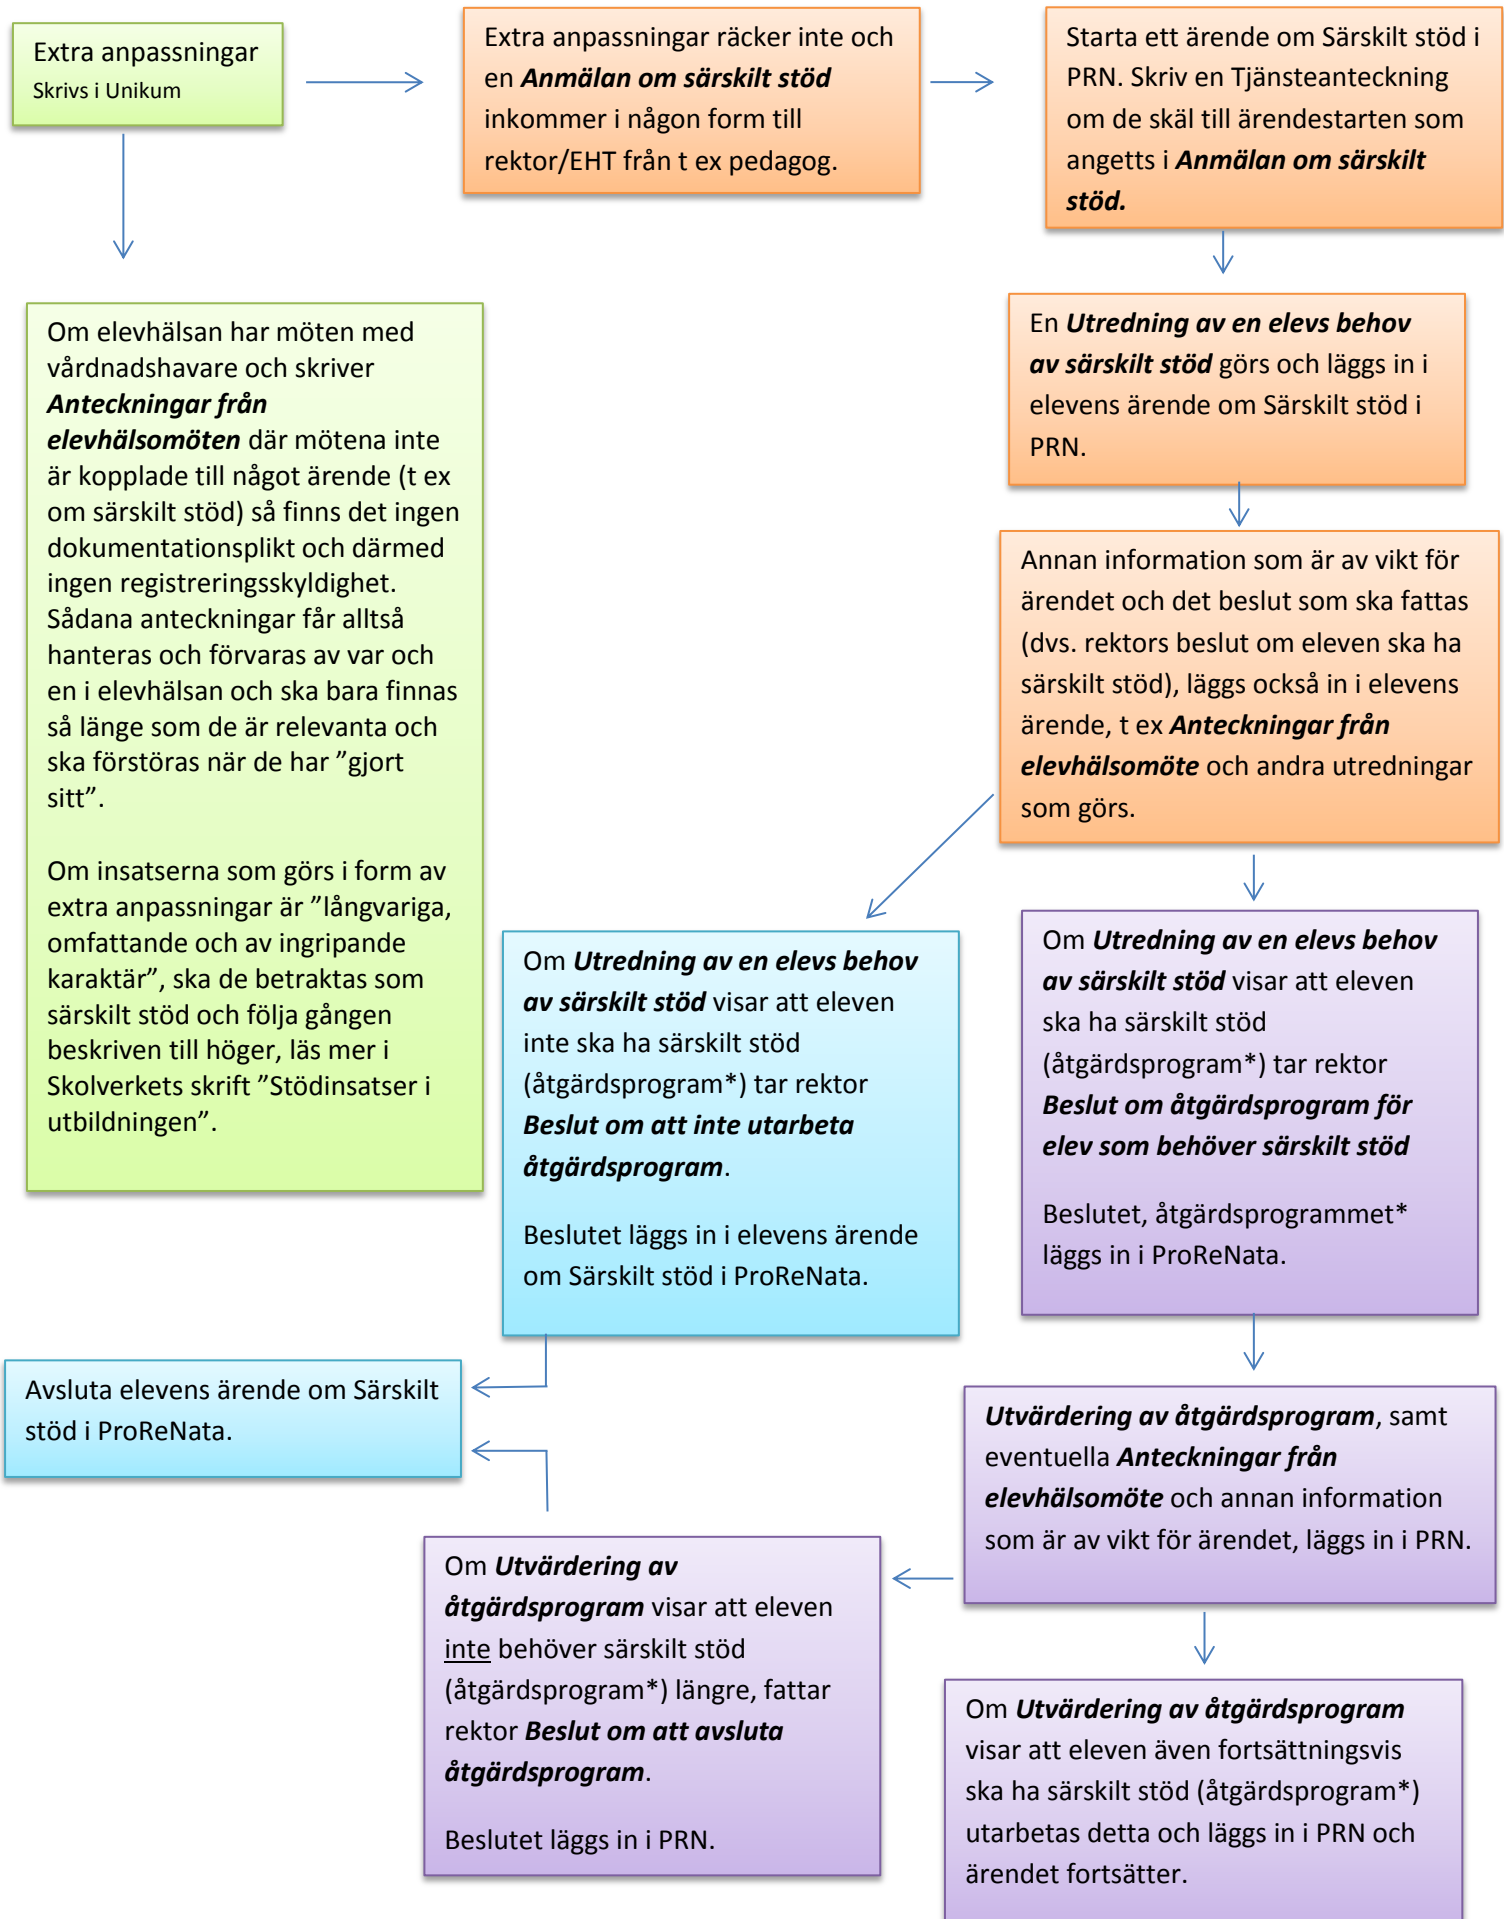 Extra anpassningar
Skrivs i Unikum
Extra anpassningar räcker inte och
en Anmälan om särskilt stöd
inkommer i någon form till
rektor/EHT från t ex pedagog.
Starta ett ärende om Särskilt stöd i
PRN. Skriv en Tjänsteanteckning
om de skäl till ärendestarten som
angetts i Anmälan om särskilt
stöd.
Om elevhälsan har möten med
vårdnadshavare och skriver
Anteckningar från
elevhälsomöten där mötena inte
är kopplade till något ärende (t ex
om särskilt stöd) så finns det ingen
dokumentationsplikt och därmed
ingen registreringsskyldighet.
Sådana anteckningar får alltså
hanteras och förvaras av var och
en i elevhälsan och ska bara finnas
så länge som de är relevanta och
ska förstöras när de har ”gjort
sitt”.
Om insatserna som görs i form av
extra anpassningar är ”långvariga,
omfattande och av ingripande
karaktär”, ska de betraktas som
särskilt stöd och följa gången
beskriven till höger, läs mer i
Skolverkets skrift ”Stödinsatser i
utbildningen”.
En Utredning av en elevs behov
av särskilt stöd görs och läggs in i
elevens ärende om Särskilt stöd i
PRN.
Annan information som är av vikt för
ärendet och det beslut som ska fattas
(dvs. rektors beslut om eleven ska ha
särskilt stöd), läggs också in i elevens
ärende, t ex Anteckningar från
elevhälsomöte och andra utredningar
som görs.
Om Utredning av en elevs behov
av särskilt stöd visar att eleven
inte ska ha särskilt stöd
(åtgärdsprogram*) tar rektor
Beslut om att inte utarbeta
åtgärdsprogram.
Beslutet läggs in i elevens ärende
om Särskilt stöd i ProReNata.
Om Utredning av en elevs behov
av särskilt stöd visar att eleven
ska ha särskilt stöd
(åtgärdsprogram*) tar rektor
Beslut om åtgärdsprogram för
elev som behöver särskilt stöd
Beslutet, åtgärdsprogrammet*
läggs in i ProReNata.
Avsluta elevens ärende om Särskilt
stöd i ProReNata.
Utvärdering av åtgärdsprogram, samt
eventuella Anteckningar från
elevhälsomöte och annan information
som är av vikt för ärendet, läggs in i PRN.
Om Utvärdering av
åtgärdsprogram visar att eleven
inte behöver särskilt stöd
(åtgärdsprogram*) längre, fattar
rektor Beslut om att avsluta
åtgärdsprogram.
Beslutet läggs in i PRN.
Om Utvärdering av åtgärdsprogram
visar att eleven även fortsättningsvis
ska ha särskilt stöd (åtgärdsprogram*)
utarbetas detta och läggs in i PRN och
ärendet fortsätter.